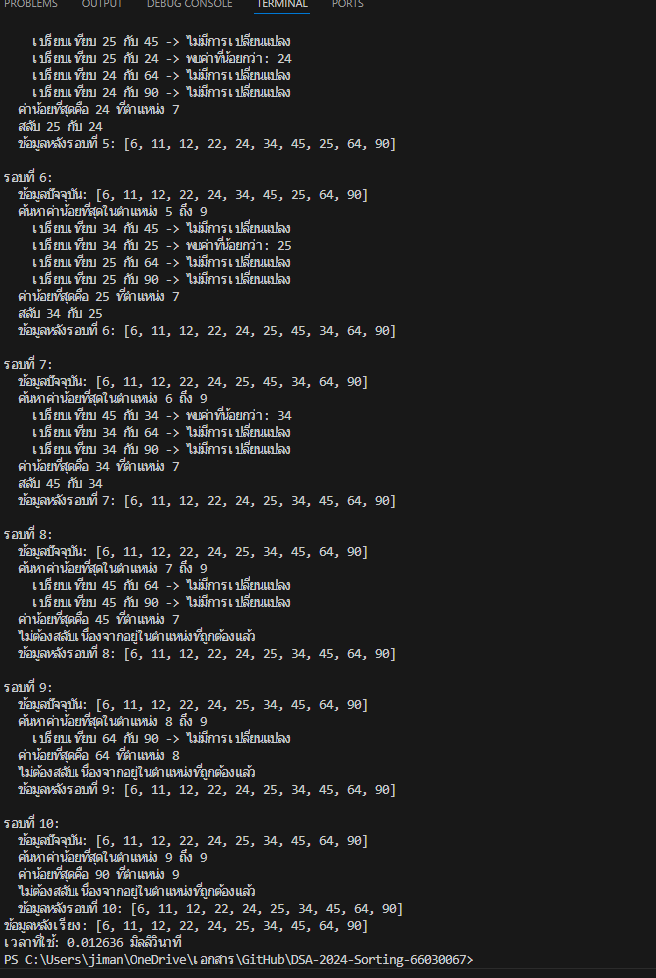 PROBLEMS OUTPUT DEBUG CONSOLE TERMINAL PORTS
เปรียบเทียบ 25 กับ 45 -> ไม่มีการเปลี่ยนแปลง
เปรียบเทียบ 25 กับ 24 -> พบค่าที่น้อยกว่า: 24
เปรียบเทียบ 24 กับ 64 -> ไม่มีการเปลี่ยนแปลง
เปรียบเทียบ 24 กับ 90 -> ไม่มีการเปลี่ยนแปลง
ค่าน้อยที่สุดคือ 24 ที่ตำแหน่ง 7
สลับ 25 กับ 24
ข้อมูลหลังรอบที่ 5: [6, 11, 12, 22, 24, 34, 45, 25, 64, 90]
รอบที่ 6:
ข้อมูลปัจจุบัน: [6, 11, 12, 22, 24, 34, 45, 25, 64, 90]
ค้นหาค่าน้อยที่สุดในตำแหน่ง 5 ถึง 9
เปรียบเทียบ 34 กับ 45 -> ไม่มีการเปลี่ยนแปลง
เปรียบเทียบ 34 กับ 25 -> พบค่าที่น้อยกว่า: 25
เปรียบเทียบ 25 กับ 64 -> ไม่มีการเปลี่ยนแปลง
เปรียบเทียบ 25 กับ 90 -> ไม่มีการเปลี่ยนแปลง
ค่าน้อยที่สุดคือ 25 ที่ตำแหน่ง 7
สลับ 34 กับ 25
ข้อมูลหลังรอบที่ 6: [6, 11, 12, 22, 24, 25, 45, 34, 64, 90]
รอบที่ 7:
ข้อมูลปัจจุบัน: [6, 11, 12, 22, 24, 25, 45, 34, 64, 90]
ค้นหาค่าน้อยที่สุดในตำแหน่ง 6 ถึง 9
เปรียบเทียบ 45 กับ 34 -> พบค่าที่น้อยกว่า: 34
เปรียบเทียบ 34 กับ 64 -> ไม่มีการเปลี่ยนแปลง
เปรียบเทียบ 34 กับ 90 -> ไม่มีการเปลี่ยนแปลง
ค่าน้อยที่สุดคือ 34 ที่ตำแหน่ง 7
สลับ 45 กับ 34
ข้อมูลหลังรอบที่ 7: [6, 11, 12, 22, 24, 25, 34, 45, 64, 90]
รอบที่ 8:
ข้อมูลปัจจุบัน: [6, 11, 12, 22, 24, 25, 34, 45, 64, 90]
ค้นหาค่าน้อยที่สุดในตำแหน่ง 7 ถึง 9
เปรียบเทียบ 45 กับ 64 -> ไม่มีการเปลี่ยนแปลง
เปรียบเทียบ 45 กับ 90 -> ไม่มีการเปลี่ยนแปลง
ค่าน้อยที่สุดคือ 45 ที่ตำแหน่ง 7
ไม่ต้องสลับเนื่องจากอยู่ในตำแหน่งที่ถูกต้องแล้ว
ข้อมูลหลังรอบที่ 8: [6, 11, 12, 22, 24, 25, 34, 45, 64, 90]
รอบที่ 9:
ข้อมูลปัจจุบัน: [6, 11, 12, 22, 24, 25, 34, 45, 64, 90]
ค้นหาค่าน้อยที่สุดในตำแหน่ง 8 ถึง 9
เปรียบเทียบ 64 กับ 90 -> ไม่มีการเปลี่ยนแปลง
ค่าน้อยที่สุดคือ 64 ที่ตำแหน่ง 8
ไม่ต้องสลับเนื่องจากอยู่ในตำแหน่งที่ถูกต้องแล้ว
ข้อมูลหลังรอบที่ 9: [6, 11, 12, 22, 24, 25, 34, 45, 64, 90]
รอบที่ 10:
ข้อมูลปัจจุบัน: [6, 11, 12, 22, 24, 25, 34, 45, 64, 90]
ค้นหาค่าน้อยที่สุดในตำแหน่ง 9 ถึง 9
ค่าน้อยที่สุดคือ 90 ที่ตำแหน่ง 9
ไม่ต้องสลับเนื่องจากอยู่ในตำแหน่งที่ถูกต้องแล้ว
ข้อมูลหลังรอบที่ 10: [6, 11, 12, 22, 24, 25, 34, 45, 64, 90]
ข้อมูลหลังเรียง: [6, 11, 12, 22, 24, 25, 34, 45, 64, 90]
เวลาที่ใช้: 0.012636 มิลลิวินาที
PS C:\Users\jiman\OneDrive\เอกสาร\GitHub\DSA-2024-Sorting-66030067>